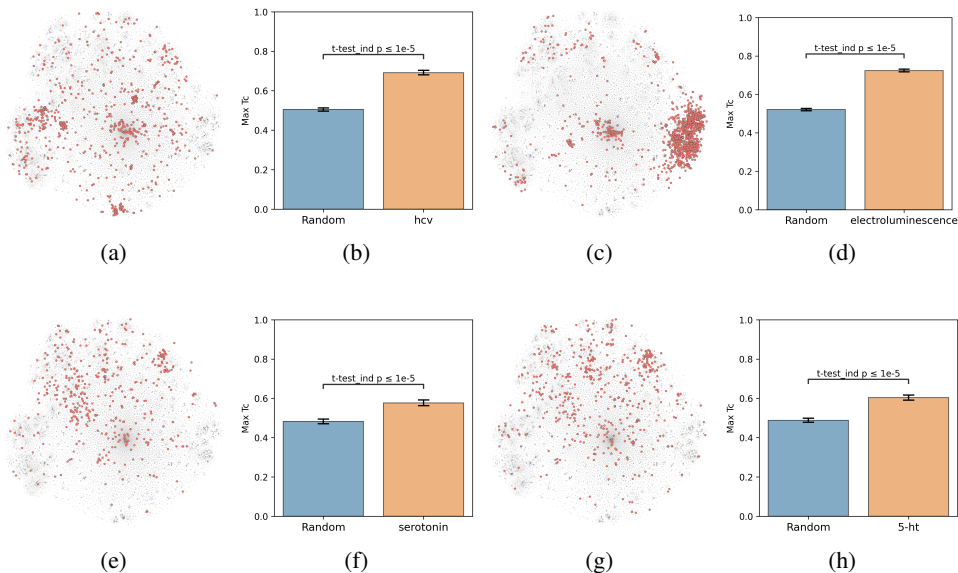 1.0
0.8
0.6
0.4
0.2
0.0
Max Tc
t-test_ind p ≤ 1e-5
Random
hcv
1.0
0.8
0.6
0.4
0.2
0.0
Max Tc
t-test_ind p ≤ 1e-5
Random
electroluminescence
(a)
(b)
(c)
(d)
1.0
0.8
0.6
0.4
0.2
0.0
Max Tc
t-test_ind p ≤ 1e-5
Random
serotonin
1.0
0.8
0.6
0.4
0.2
0.0
Max Tc
t-test_ind p ≤ 1e-5
Random
5-ht
(e)
(f)
(g)
(h)